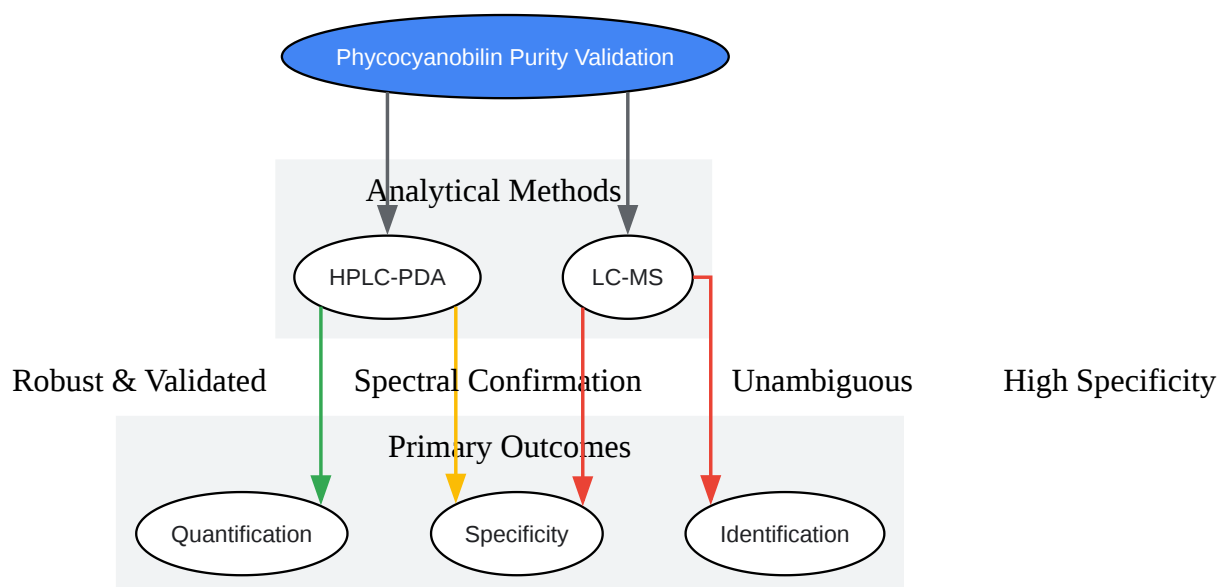 Phycocyanobilin Purity Validation
Analytical Methods
HPLC-PDA
LC-MS
Robust & Validated
Spectral Confirmation
Unambiguous
High Specificity
Primary Outcomes
Quantification
Specificity
Identification